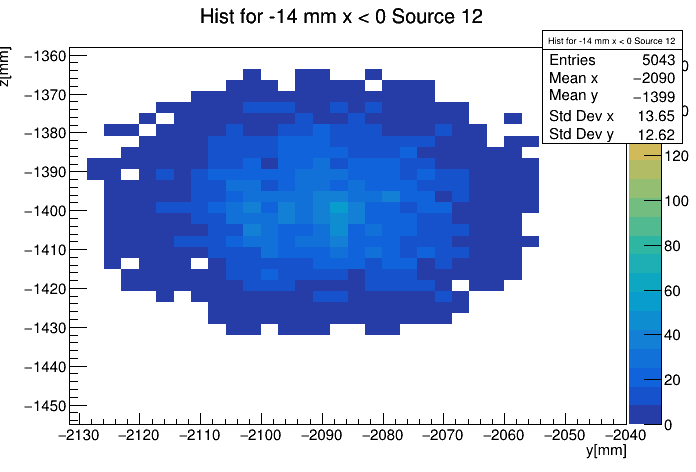 Hist for -14 mm x < 0 Source 12
z[mm]
Hist for -14 mm x < 0 Source 12
Entries 5043
Mean x −2090
Mean y −1399
Std Dev x 13.65
Std Dev y 12.62
−1360
−1370
−1380
−1390
−1400
−1410
−1420
−1430
−1440
−1450
−2130 −2120 −2110 −2100 −2090 −2080 −2070 −2060 −2050 −2040
y[mm]
120
100
80
60
40
20
0